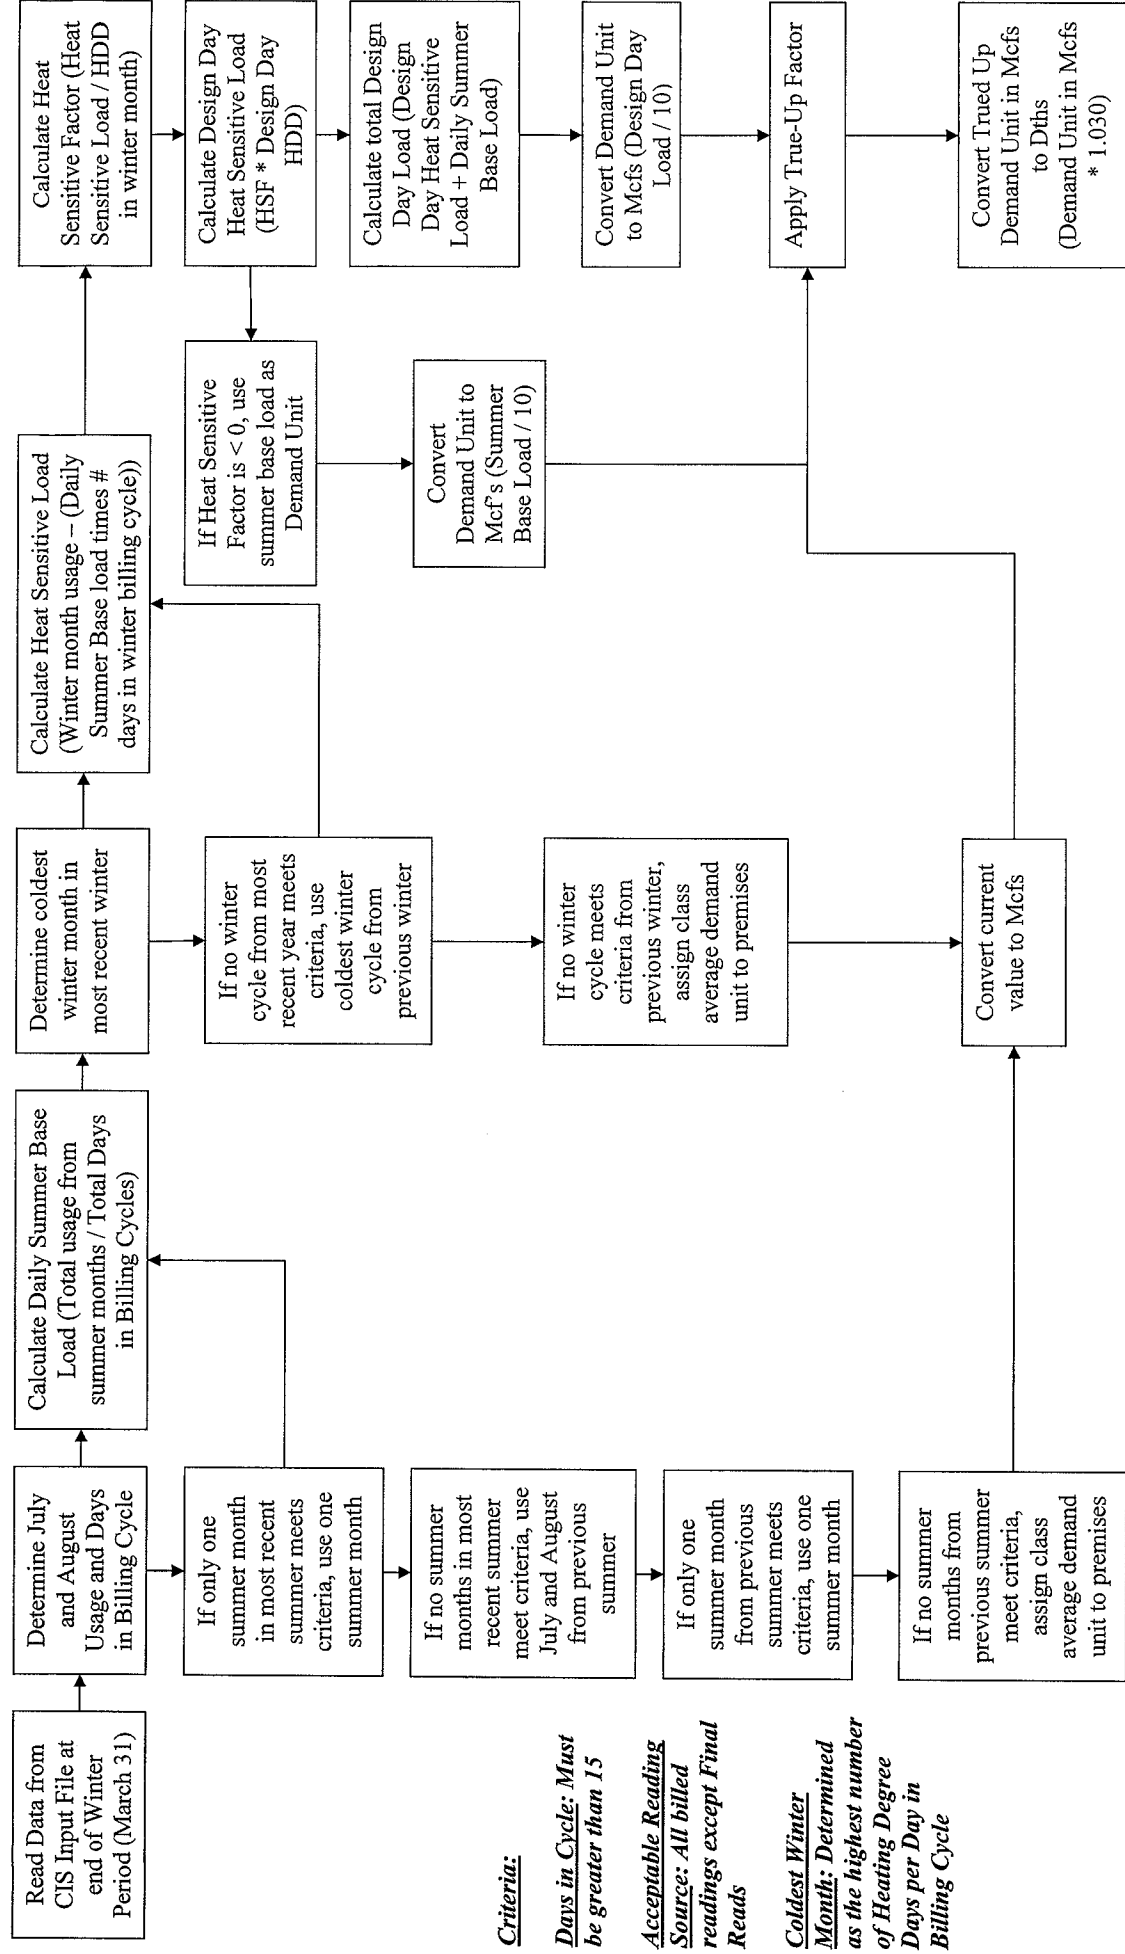 Read Data from
CIS Input File at
end of Winter
Period (March 31)
Determine July
and August
Usage and Days
in Billing Cycle
Calculate Daily Summer Base
Load (Total usage from
summer months / Total Days
in Billing Cycles)
Determine coldest
winter month in
most recent winter
Calculate Heat Sensitive Load
(Winter month usage – (Daily
Summer Base load times #
days in winter billing cycle))
Calculate Heat
Sensitive Factor (Heat
Sensitive Load / HDD
in winter month)
If only one
summer month
in most recent
summer meets
criteria, use one
summer month
If no winter
cycle from most
recent year meets
criteria, use
coldest winter
cycle from
previous winter
If Heat Sensitive
Factor is < 0, use
summer base load as
Demand Unit
Calculate Design Day
Heat Sensitive Load
(HSF * Design Day
HDD)
If no summer
months in most
recent summer
meet criteria, use
July and August
from previous
summer
Convert
Demand Unit to
Mcf's (Summer
Base Load / 10)
Calculate total Design
Day Load (Design
Day Heat Sensitive
Load + Daily Summer
Base Load)
If only one
summer month
from previous
summer meets
criteria, use one
summer month
If no winter
cycle meets
criteria from
previous winter,
assign class
average demand
unit to premises
Convert Demand Unit
to Mcfs (Design Day
Load / 10)
Apply True-Up Factor
If no summer
months from
previous summer
meet criteria,
assign class
average demand
unit to premises
Convert current
value to Mcfs
Convert Trued Up
Demand Unit in Mcfs
to Dths
(Demand Unit in Mcfs
* 1.030)
Criteria:
Days in Cycle: Must
be greater than 15
Acceptable Reading
Source: All billed
readings except Final
Reads
Coldest Winter
Month: Determined
as the highest number
of Heating Degree
Days per Day in
Billing Cycle